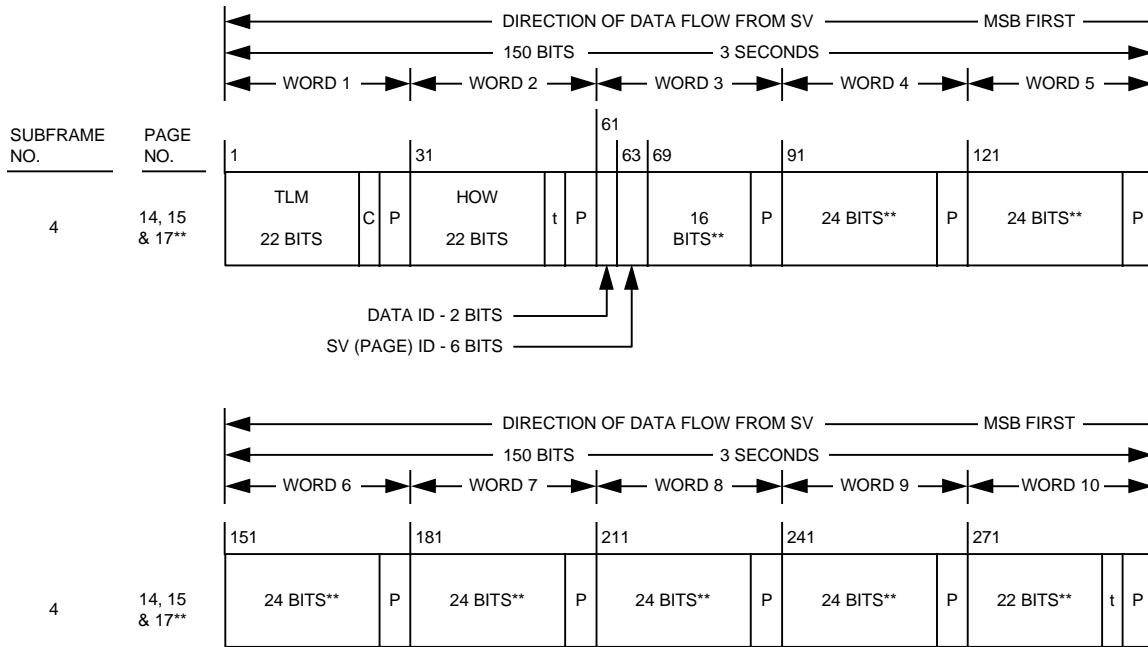 DIRECTION OF DATA FLOW FROM SV MSB FIRST
150 BITS 3 SECONDS
WORD 1 WORD 2 WORD 3 WORD 4 WORD 5
SUBFRAME NO. PAGE NO.
1 31 61 63 69 91 121
4 14, 15 & 17**
TLM 22 BITS C P HOW 22 BITS t P 16 BITS** P 24 BITS** P 24 BITS** P
DATA ID - 2 BITS
SV (PAGE) ID - 6 BITS
DIRECTION OF DATA FLOW FROM SV MSB FIRST
150 BITS 3 SECONDS
WORD 6 WORD 7 WORD 8 WORD 9 WORD 10
151 181 211 241 271
4 14, 15 & 17**
24 BITS** P 24 BITS** P 24 BITS** P 24 BITS** P 22 BITS** t P